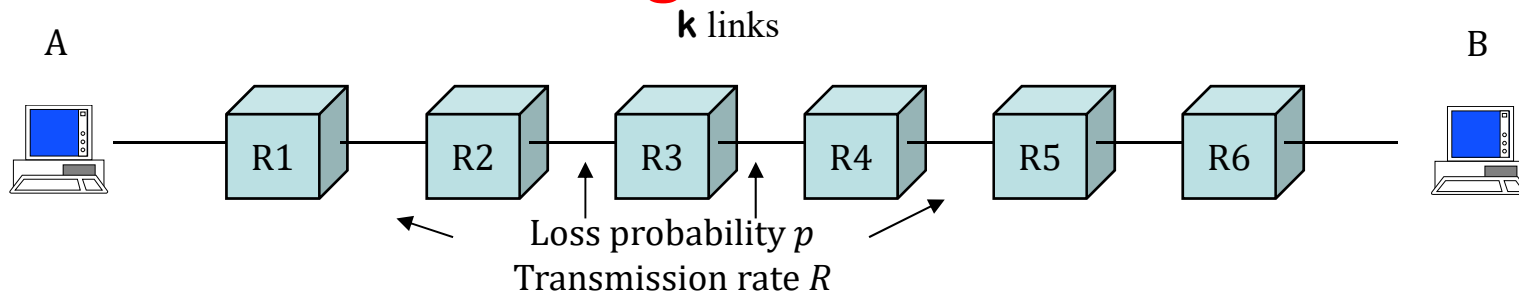 k links
A
B
R1 R2 R3 R4 R5 R6
Loss probability p
Transmission rate R